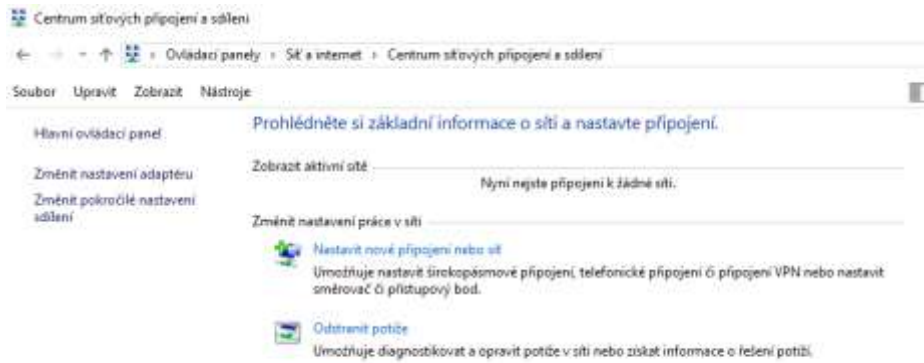 Centrum síťových připojení a sdílení
Ovládací panely › Síť a internet › Centrum síťových připojení a sdílení
Soubor Upravit Zobrazit Nástroje
Hlavní ovládací panel
Změnit nastavení adaptéru
Změnit pokročilé nastavení
sdílení
Prohlédněte si základní informace o síti a nastavte připojení.
Zobrazit aktivní sítě
Nyní nejste připojeni k žádné síti.
Změnit nastavení práce v síti
Nastavit nové připojení nebo síť
Umožňuje nastavit širokopásmové připojení, telefonické připojení či připojení VPN nebo nastavit
směrovač či přístupový bod.
Odstranit potíže
Umožňuje diagnostikovat a opravit potíže v síti nebo získat informace o řešení potíží.